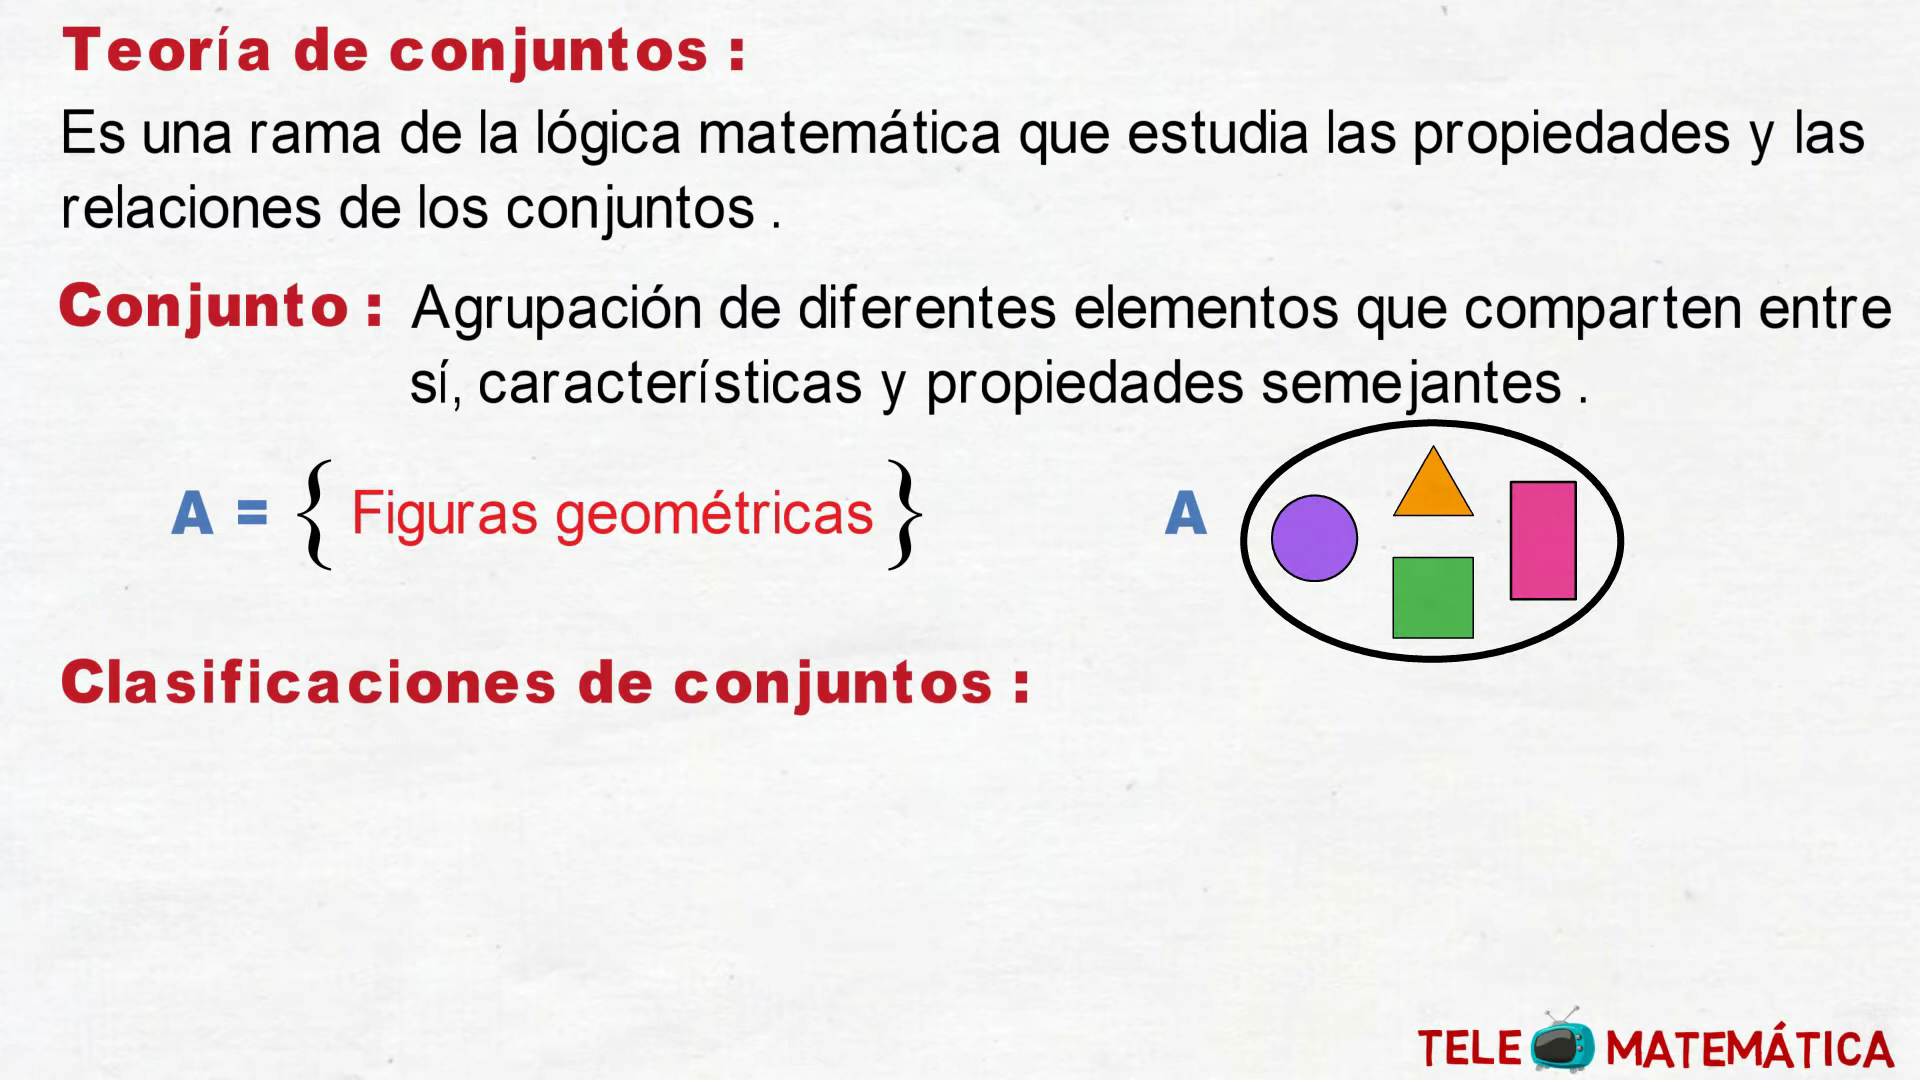 Teoría de conjuntos :
Es una rama de la lógica matemática que estudia las propiedades y las
relaciones de los conjuntos .
Conjunto : Agrupación de diferentes elementos que comparten entre
sí, características y propiedades semejantes .
A = { Figuras geométricas } A
Clasificaciones de conjuntos :
TELE MATEMÁTICA